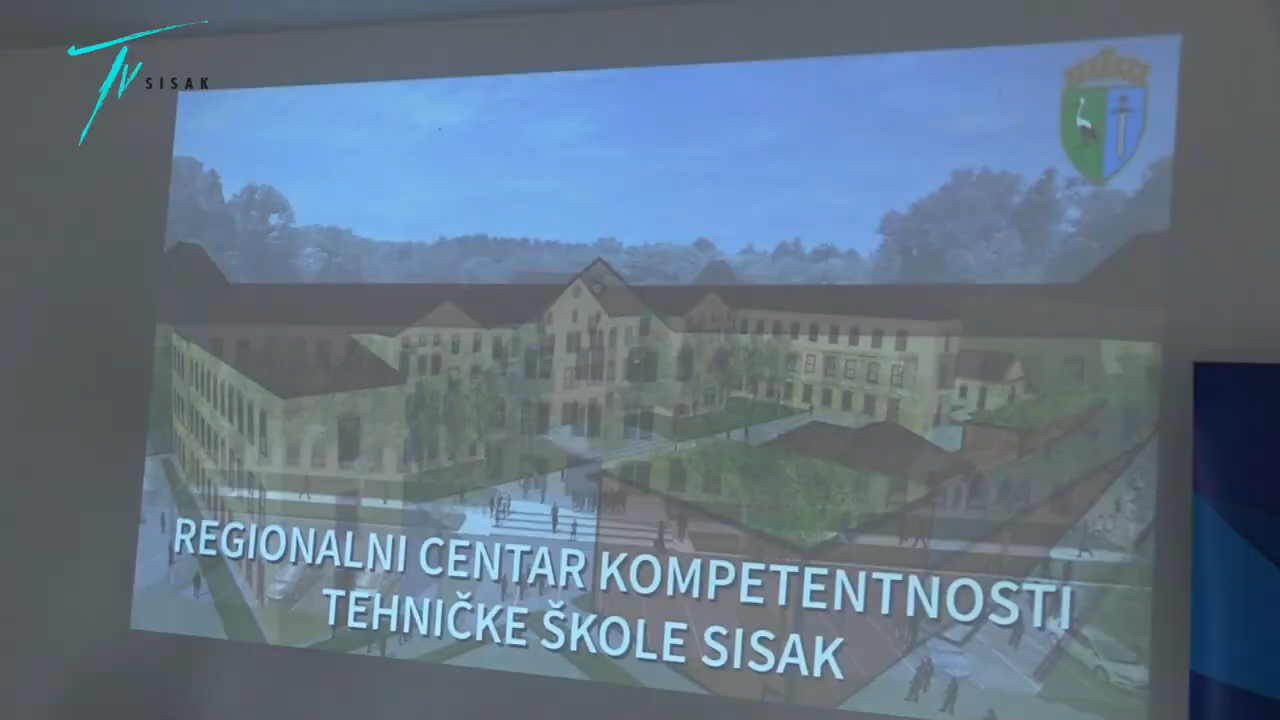 TV SISAK
REGIONALNI CENTAR KOMPETENTNOSTI
TEHNIČKE ŠKOLE SISAK